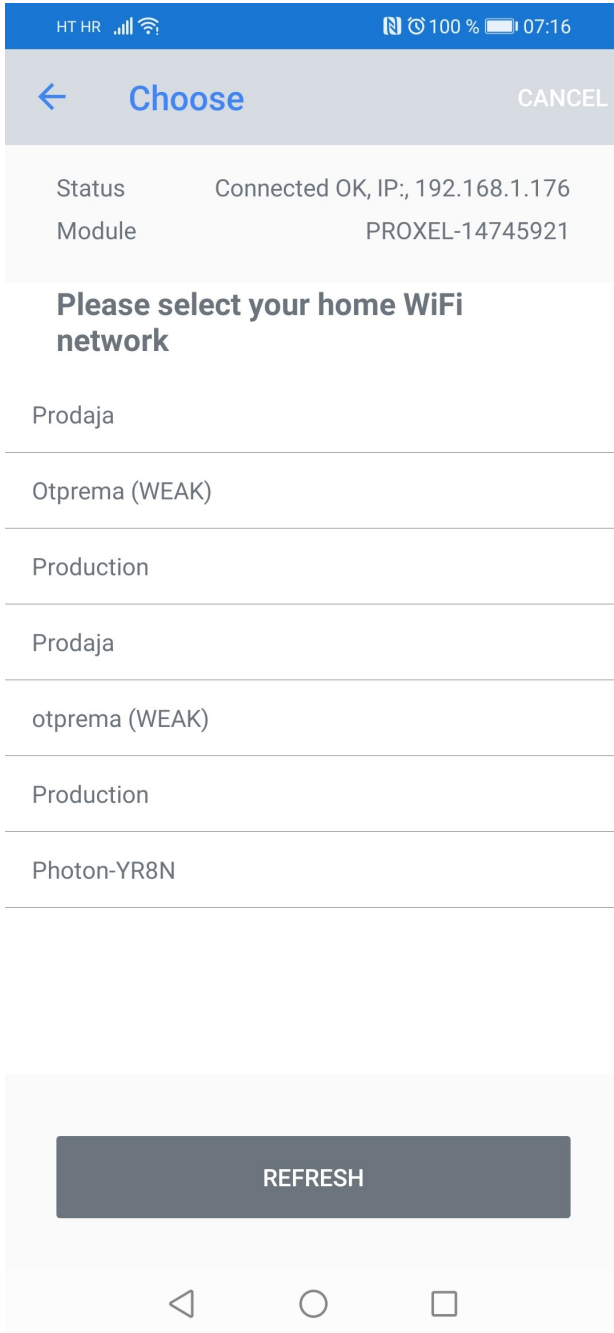 HT HR 100 % 07:16
Choose CANCEL
Status Connected OK, IP:, 192.168.1.176
Module PROXEL-14745921
Please select your home WiFi
network
Prodaja
Otprema (WEAK)
Production
Prodaja
otprema (WEAK)
Production
Photon-YR8N
REFRESH